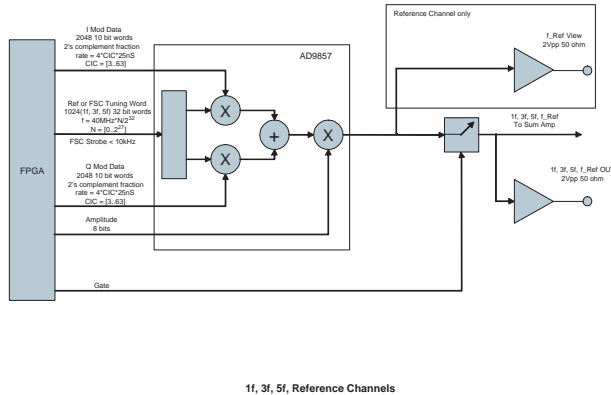 Reference Channel only
I Mod Data
2048 10 bit words
2's complement fraction
rate = 4*CIC*25nS
CIC = [3..63]
AD9857
f_Ref View
2Vpp 50 ohm
Ref or FSC Tuning Word
1024(1f, 3f, 5f) 32 bit words
f = 40MHz*N/2^32
N = [0..2^27]
FSC Strobe < 10kHz
X
+
X
X
1f, 3f, 5f, f_Ref
To Sum Amp
FPGA
Q Mod Data
2048 10 bit words
2's complement fraction
rate = 4*CIC*25nS
CIC = [3..63]
1f, 3f, 5f, f_Ref OU
2Vpp 50 ohm
Amplitude
8 bits
Gate
1f, 3f, 5f, Reference Channels